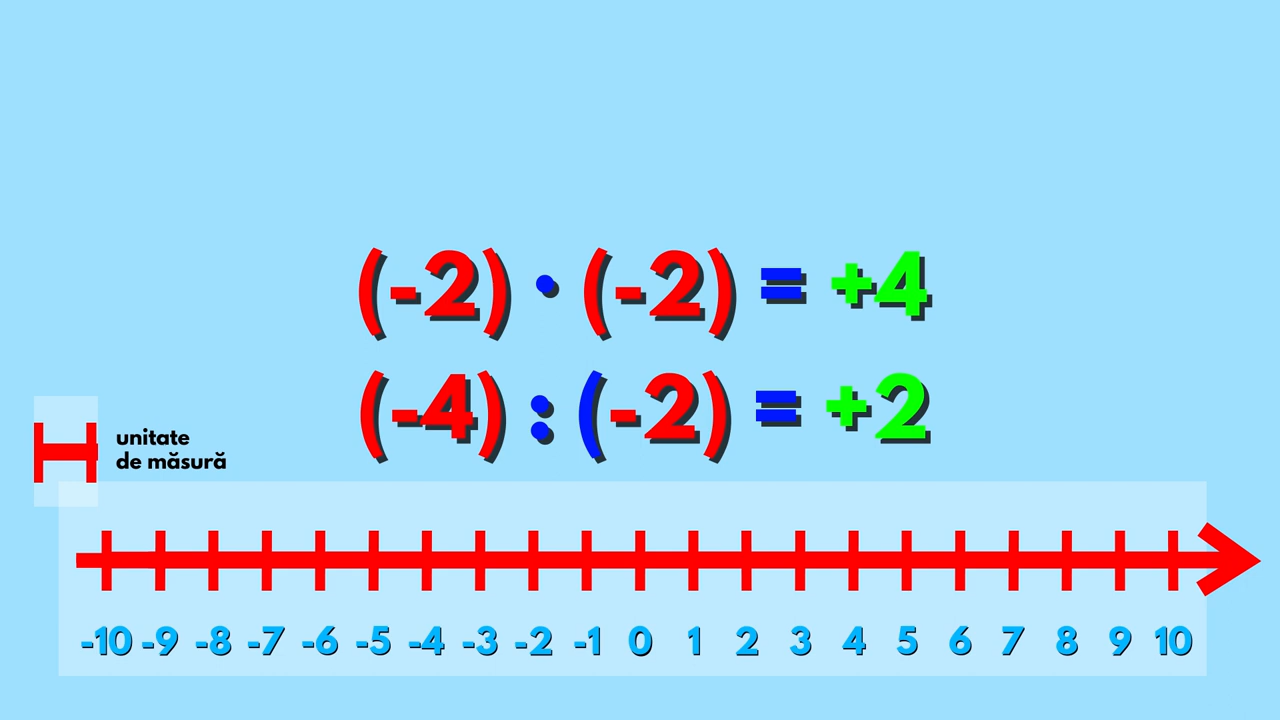 (-2) · (-2) = +4
(-4) : (-2) = +2
unitate
de măsură
-10 -9 -8 -7 -6 -5 -4 -3 -2 -1 0 1 2 3 4 5 6 7 8 9 10